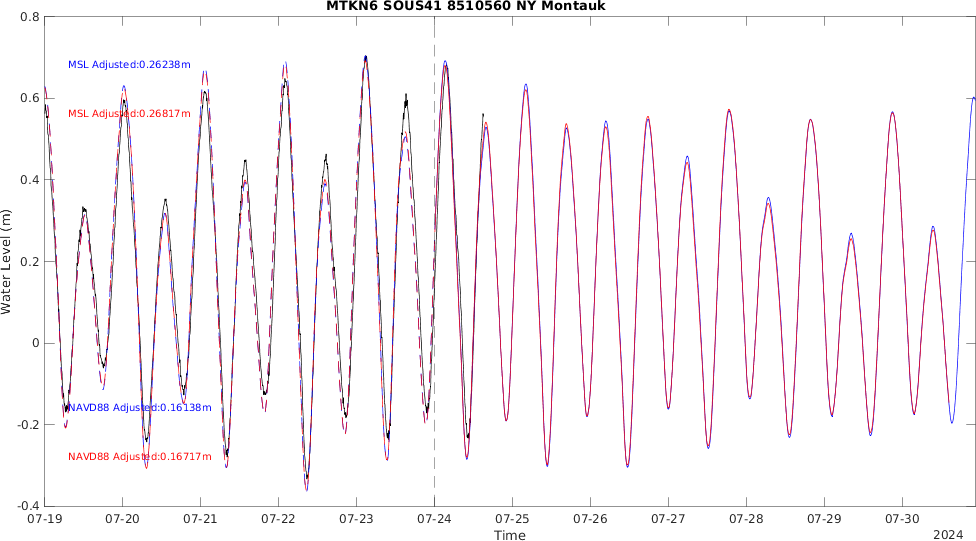 MTKN6 SOUS41 8510560 NY Montauk
0.8
MSL Adjusted:0.26238m
0.6
MSL Adjusted:0.26817m
0.4
Water Level (m)
0.2
0
NAVD88 Adjusted:0.16138m
-0.2
NAVD88 Adjusted:0.16717m
-0.4
07-19 07-20 07-21 07-22 07-23 07-24 07-25 07-26 07-27 07-28 07-29 07-30
Time
2024